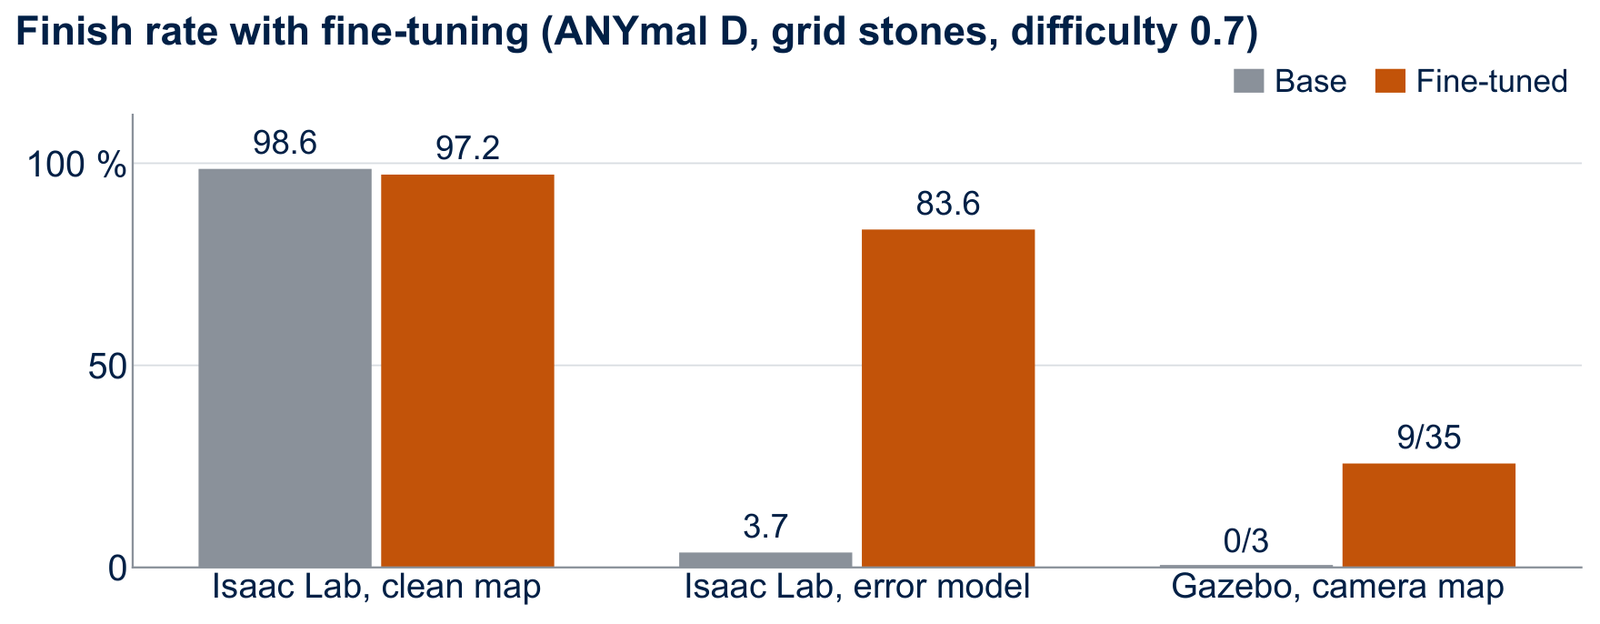 Finish rate with fine-tuning (ANYmal D, grid stones, difficulty 0.7)
Base
Fine-tuned
100 %
50
0
98.6
97.2
3.7
83.6
0/3
9/35
Isaac Lab, clean map
Isaac Lab, error model
Gazebo, camera map